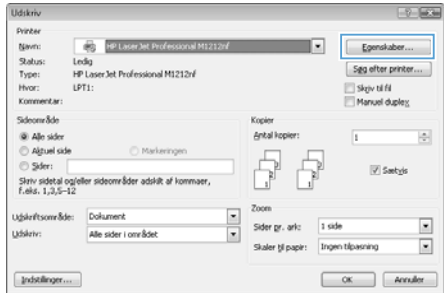 Udskriv
Printer
Navn: HP LaserJet Professional M1212nf
Egenskaber...
Status: Ledig
Type: HP LaserJet Professional M1212nf
Søg efter printer...
Hvor: LPT1:
Skriv til fil
Kommentar:
Manuel duplex
Sideområde
Alle sider
Aktuel side
Markeringen
Sider:
Skriv sidetal og/eller sideområder adskilt af kommaer,
f.eks. 1,3,5-12
Kopier
Antal kopier: 1
Sætvis
Udskriftsområde: Dokument
Udskriv: Alle sider i området
Zoom
Sider pr. ark: 1 side
Skaler til papir: Ingen tilpasning
Indstillinger...
OK
Annuller